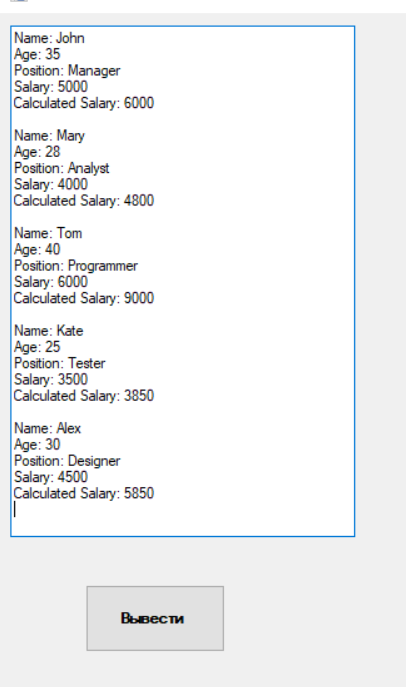 Name: John
Age: 35
Position: Manager
Salary: 5000
Calculated Salary: 6000
Name: Mary
Age: 28
Position: Analyst
Salary: 4000
Calculated Salary: 4800
Name: Tom
Age: 40
Position: Programmer
Salary: 6000
Calculated Salary: 9000
Name: Kate
Age: 25
Position: Tester
Salary: 3500
Calculated Salary: 3850
Name: Alex
Age: 30
Position: Designer
Salary: 4500
Calculated Salary: 5850
Вывести